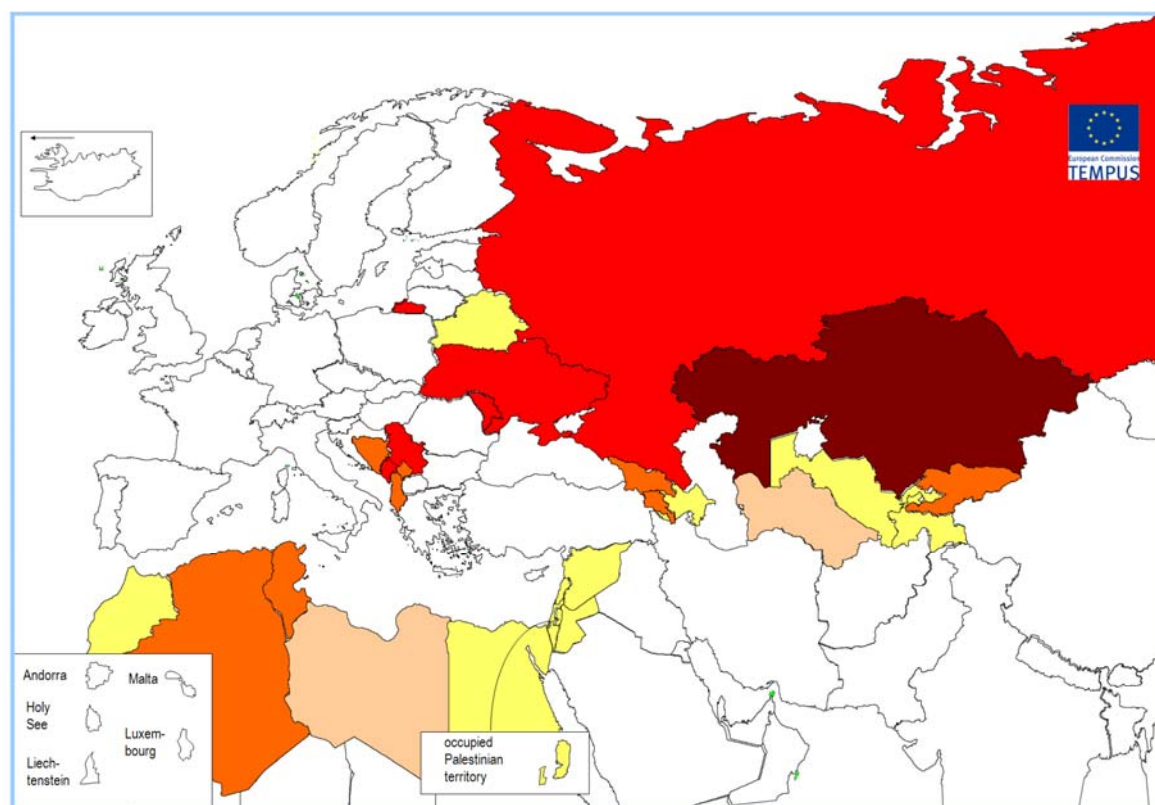 European Commission
TEMPUS
Andorra
Malta
Holy
See
Luxem-
bourg
Liech-
tenstein
occupied
Palestinian
territory